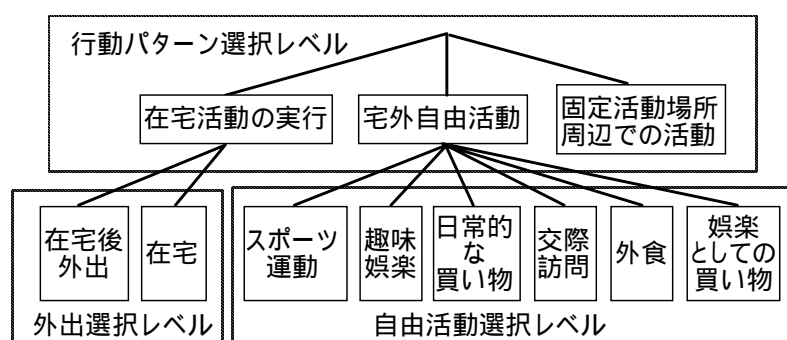 行動パターン選択レベル
在宅活動の実行
宅外自由活動
固定活動場所
周辺での活動
在宅後
外出
在宅
外出選択レベル
スポーツ
運動
趣味
娯楽
日常的
な
買い物
交際
訪問
外食
娯楽
としての
買い物
自由活動選択レベル